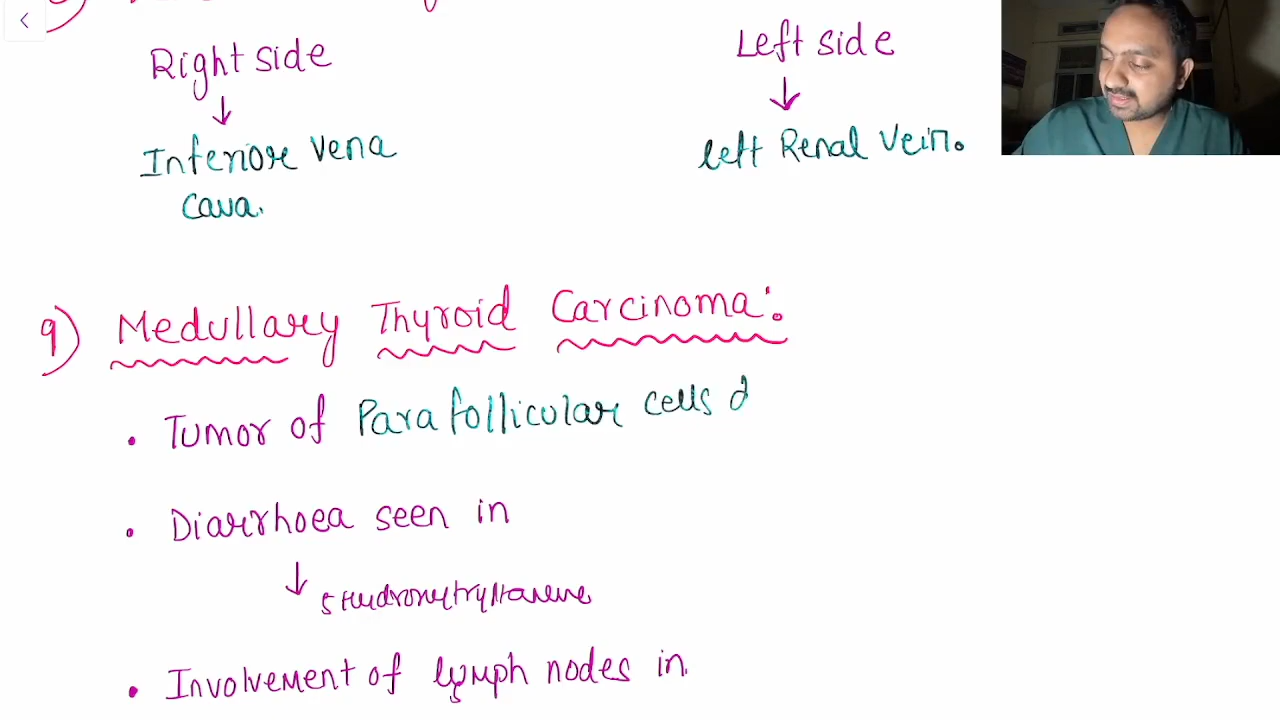 Right side
Left side
↓
↓
Inferior Vena
Cava.
left Renal Vein.
9) Medullary Thyroid Carcinoma:
• Tumor of Parafollicular cells
• Diarrhoea seen in
↓
• Involvement of lymph nodes in